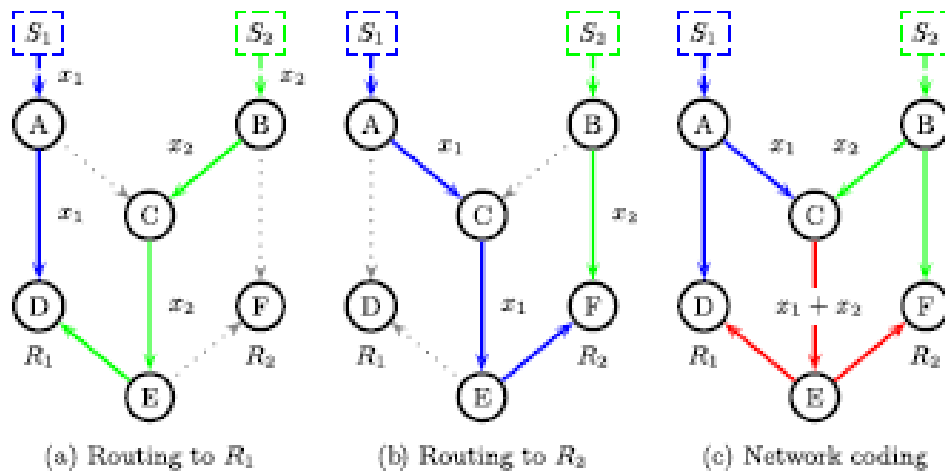 S₁ S₂ S₁ S₂ S₁ S₂
x₁ x₂
A B A B A B
x₂ x₁ x₁ x₂
C C C
x₁ x₂
D x₂ F D x₁ F D x₁ + x₂ F
R₁ R₂ R₁ R₂ R₁ R₂
E E E
(a) Routing to R₁ (b) Routing to R₂ (c) Network coding